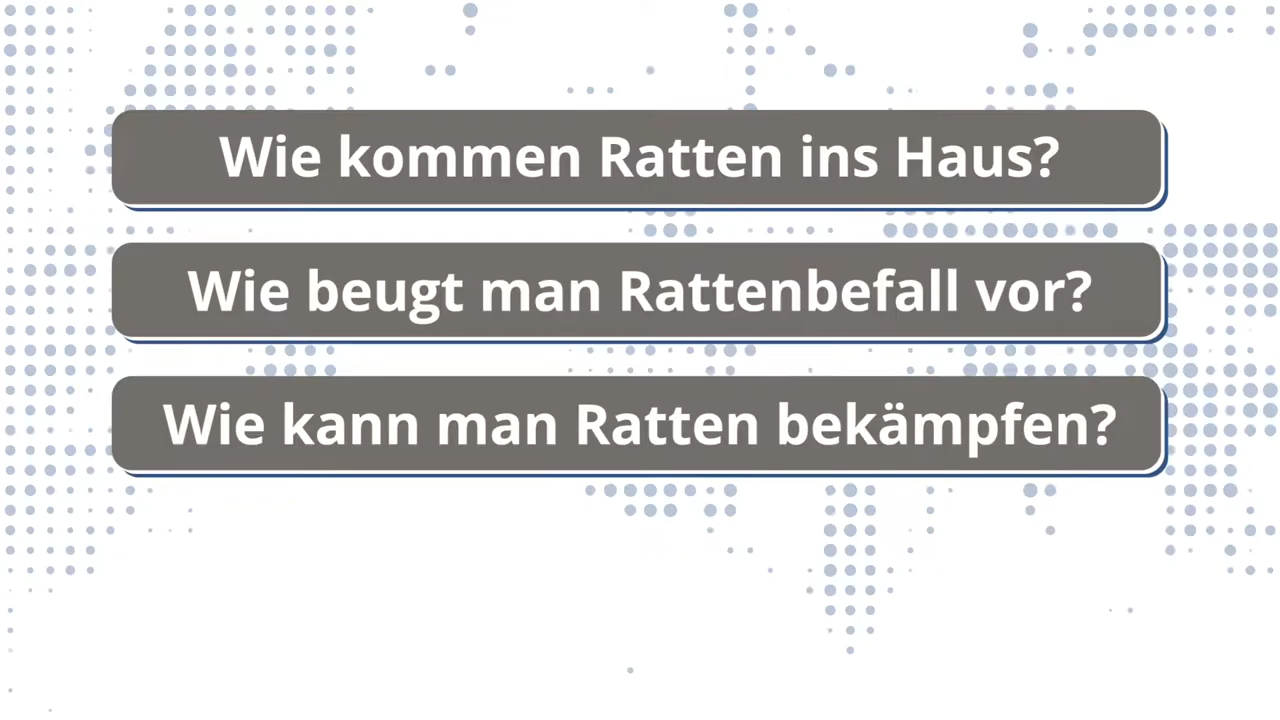 Wie kommen Ratten ins Haus?
Wie beugt man Rattenbefall vor?
Wie kann man Ratten bekämpfen?